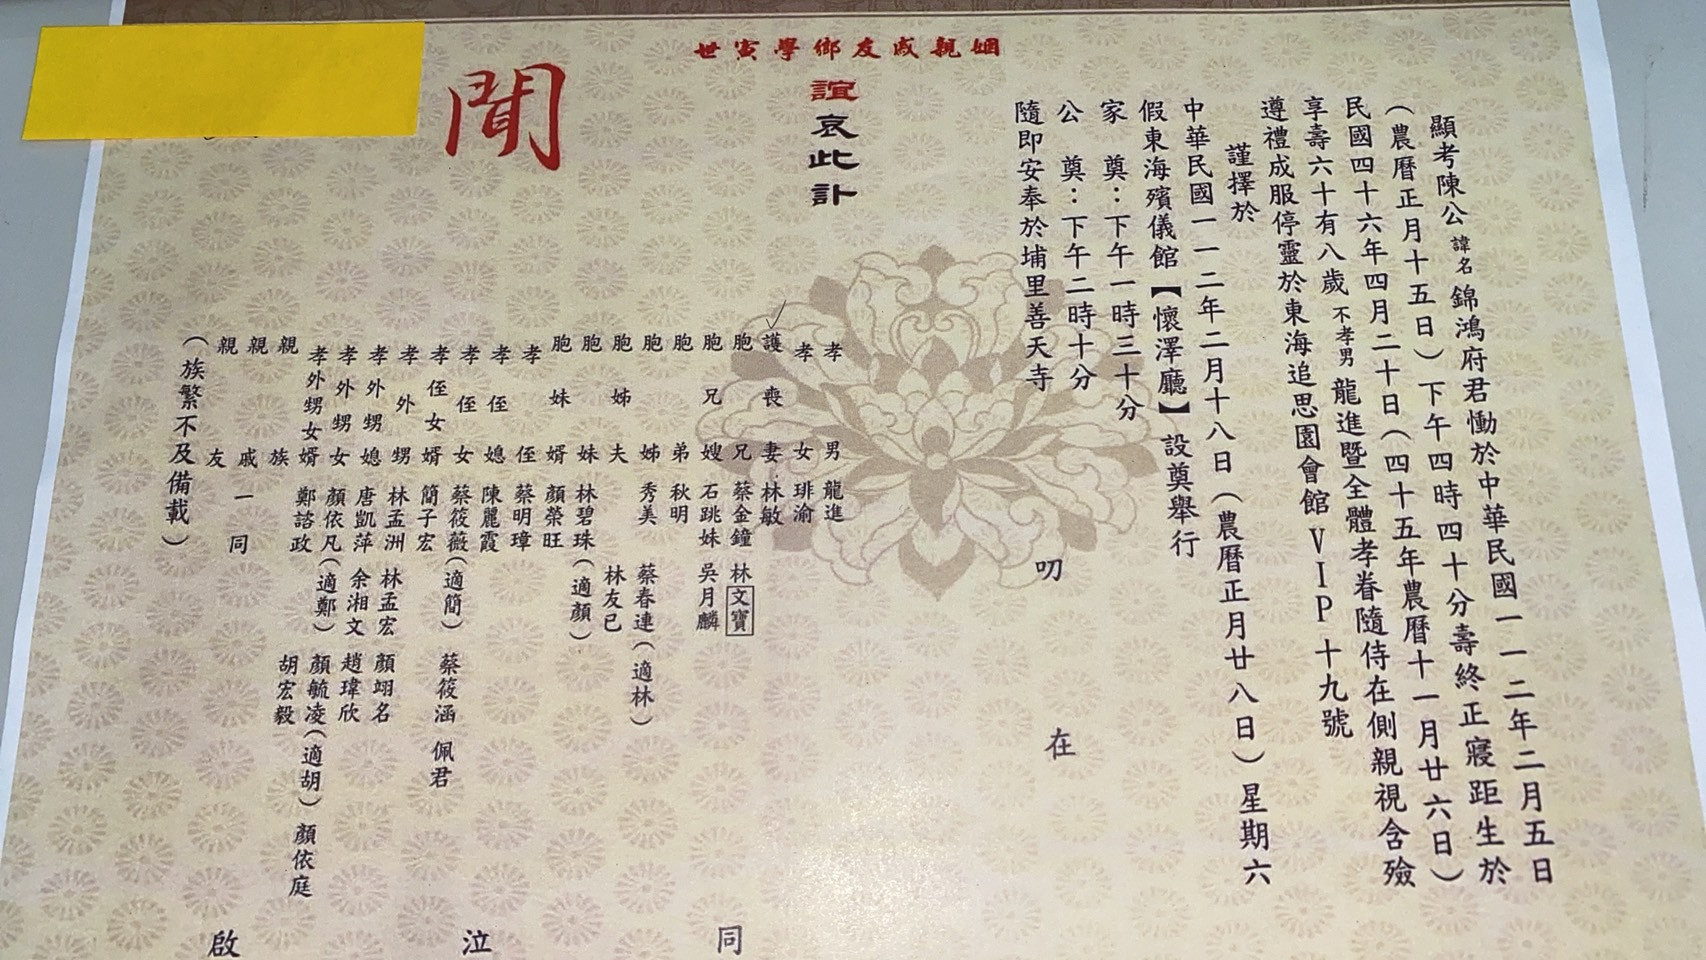 顯考陳公諱名錦鴻府君慟於中華民國一一二年二月五日
(農曆正月十五日)下午四時四十分壽終正寢距生於
民國四十六年四月二十日(四十五年農曆十一月廿六日)
享壽六十有八歲不孝男龍進暨全體孝眷隨侍在側親視含殮
遵禮成服停靈於東海追思園會館VIP十九號
謹擇於
中華民國一一二年二月十八日(農曆正月廿八日)星期六
假東海殯儀館【懷澤廳】設奠舉行
家 奠:下午一時三十分
公 奠:下午二時十分
隨即安奉於埔里善天寺
叨 在
世寅學鄉友戚親姻
誼哀此訃
聞
孝男 龍進
孝女 琲渝
護喪妻 林敏
胞兄 蔡金鐘 林文寶
胞兄嫂 石跳妹 吳月麟
胞弟 秋明
胞姊 秀美 蔡春連(適林)
胞姊夫 林友已
胞妹 林碧珠(適顏)
胞妹婿 顏榮旺
孝侄 蔡明璋
孝侄媳 陳麗霞
孝侄女 蔡筱薇(適簡) 蔡筱涵 佩君
孝侄女婿 簡子宏
孝外甥 林孟洲 林孟宏 顏翊名
孝外甥媳 唐凱萍 余湘文 趙瑋欣
孝外甥女 顏依凡(適鄭) 顏毓凌(適胡) 顏依庭
孝外甥女婿 鄭諮政 胡宏毅
親族
親戚一同
親友
(族繁不及備載)
同 泣 啟